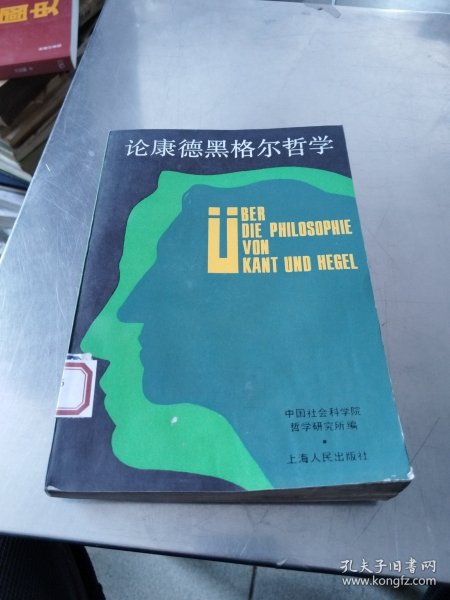 论康德黑格尔哲学
ÜBER
DIE PHILOSOPHIE
VON
KANT UND HEGEL
中国社会科学院
哲学研究所编
上海人民出版社
孔夫子旧书网
www.kongfz.com